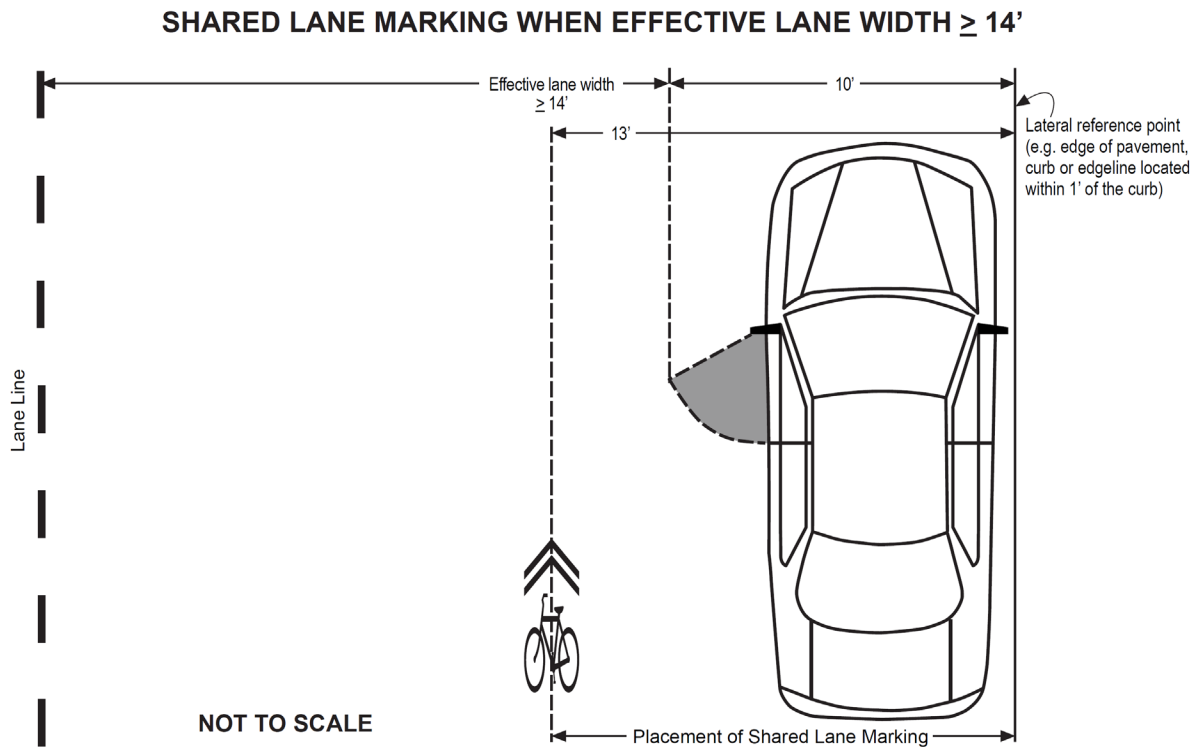 SHARED LANE MARKING WHEN EFFECTIVE LANE WIDTH ≥ 14’
Effective lane width
≥ 14’
10’
13’
Lateral reference point
(e.g. edge of pavement,
curb or edgeline located
within 1’ of the curb)
Lane Line
NOT TO SCALE
Placement of Shared Lane Marking